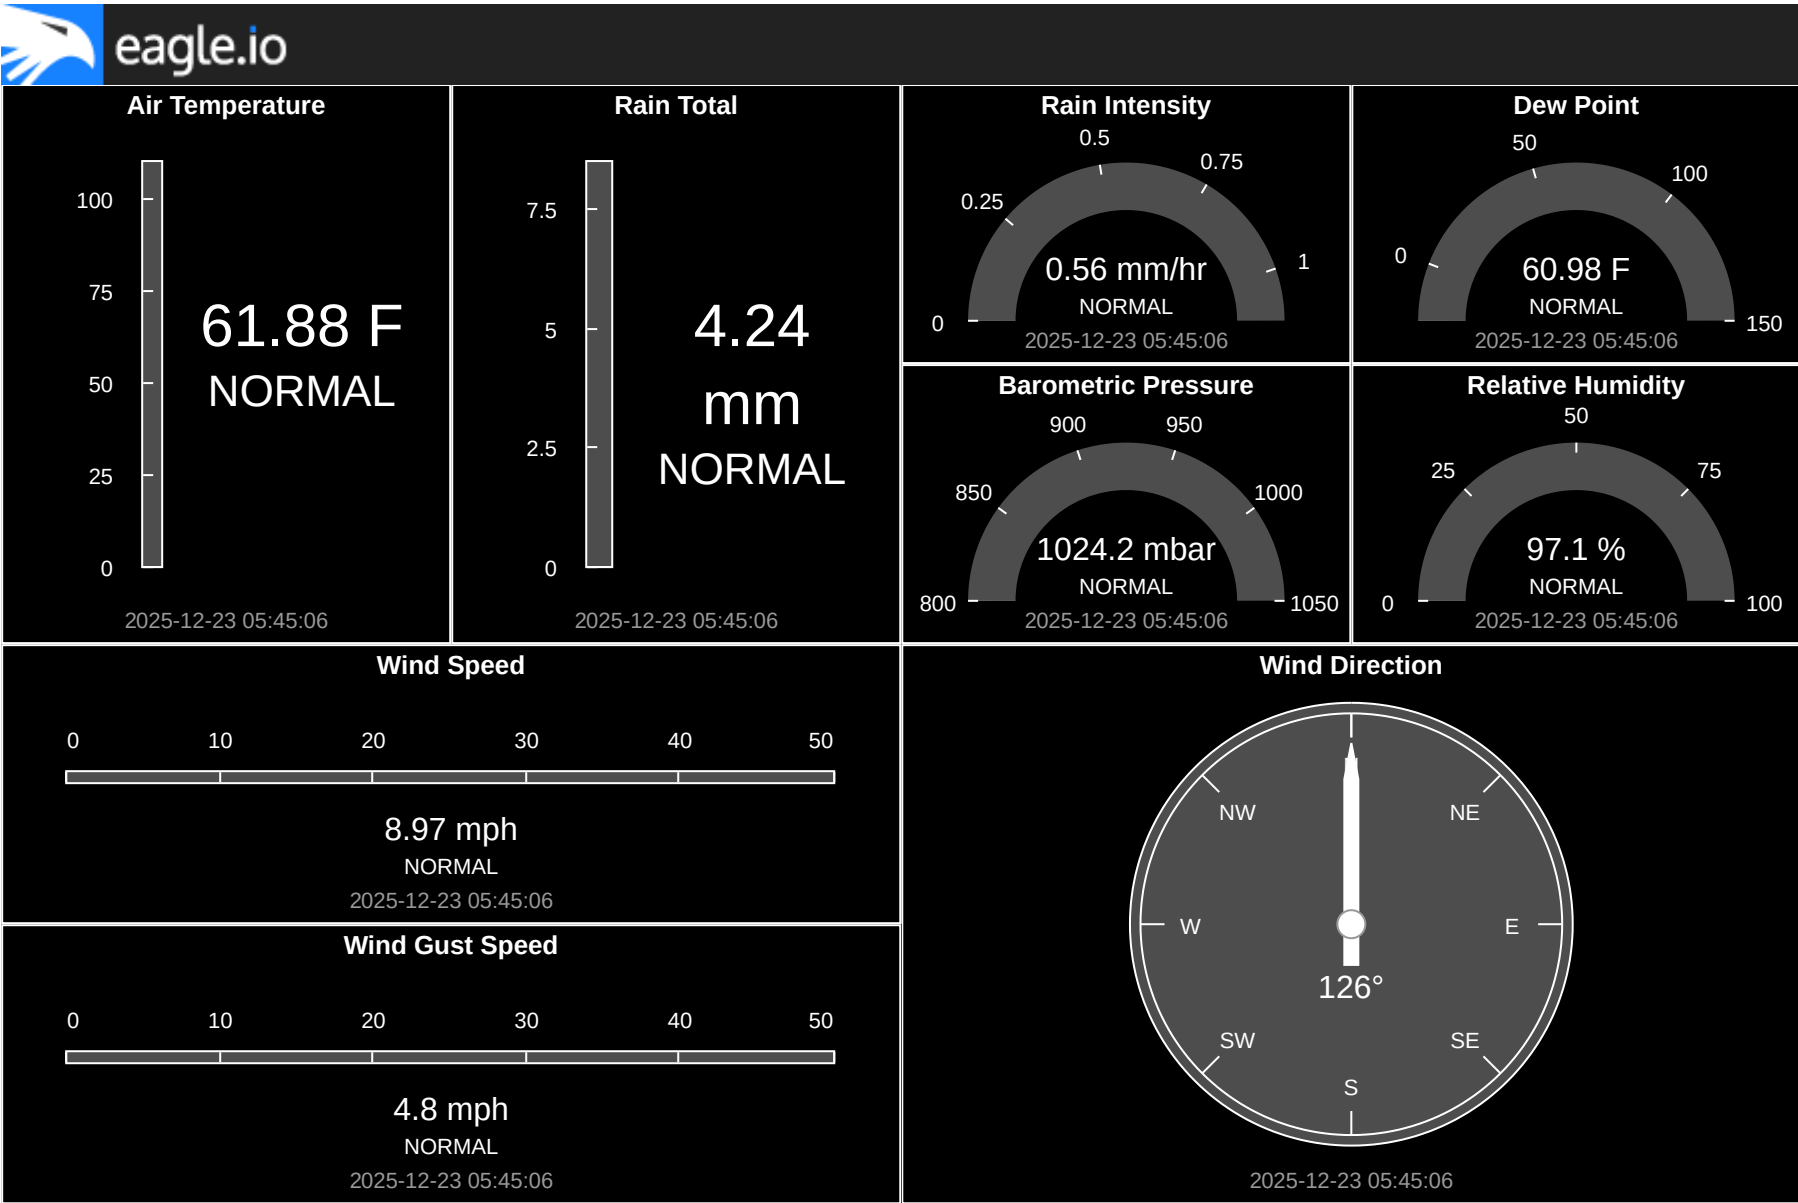 eagle.io
Air Temperature
100
75
50
25
0
61.88 F
NORMAL
2025-12-23 05:45:06
Rain Total
7.5
5
2.5
0
4.24
mm
NORMAL
2025-12-23 05:45:06
Rain Intensity
0
0.25
0.5
0.75
1
0.56 mm/hr
NORMAL
2025-12-23 05:45:06
Dew Point
0
50
100
150
60.98 F
NORMAL
2025-12-23 05:45:06
Barometric Pressure
800
850
900
950
1000
1050
1024.2 mbar
NORMAL
2025-12-23 05:45:06
Relative Humidity
0
25
50
75
100
97.1 %
NORMAL
2025-12-23 05:45:06
Wind Speed
0 10 20 30 40 50
8.97 mph
NORMAL
2025-12-23 05:45:06
Wind Gust Speed
0 10 20 30 40 50
4.8 mph
NORMAL
2025-12-23 05:45:06
Wind Direction
NW NE
W E
126°
SW SE
S
2025-12-23 05:45:06